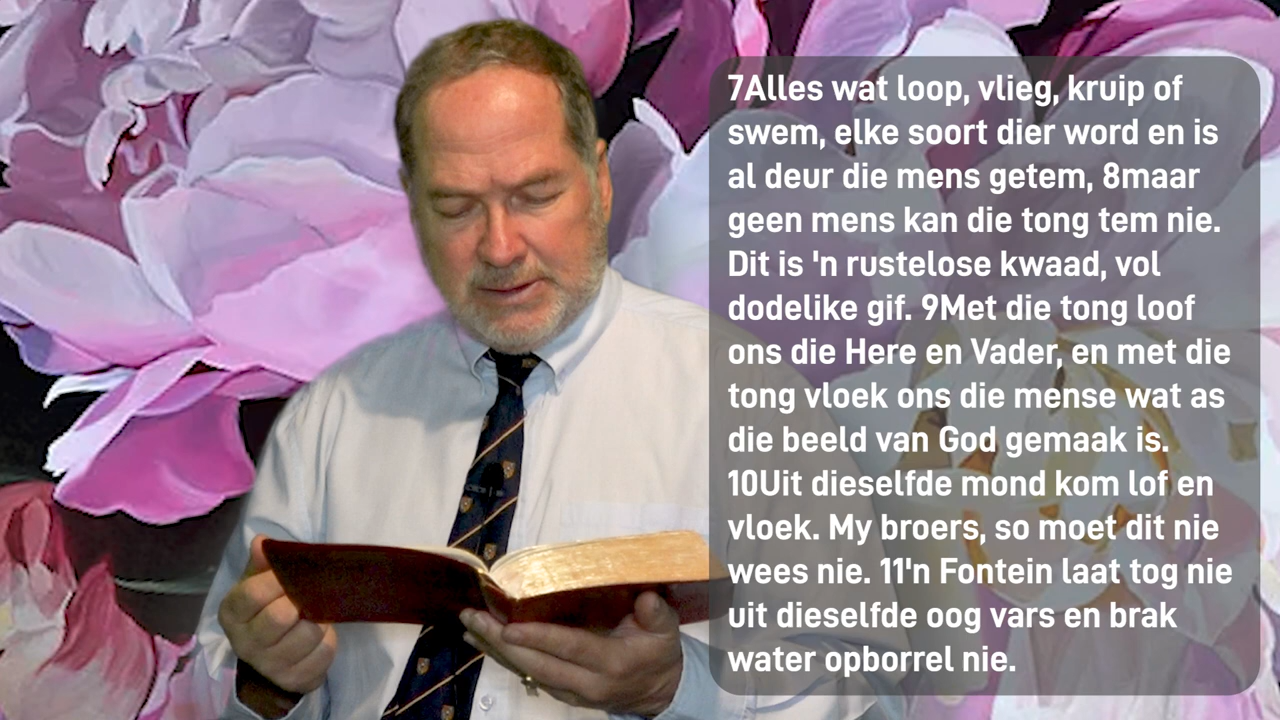 7Alles wat loop, vlieg, kruip of
swem, elke soort dier word en is
al deur die mens getem, 8maar
geen mens kan die tong tem nie.
Dit is 'n rustelose kwaad, vol
dodelike gif. 9Met die tong loof
ons die Here en Vader, en met die
tong vloek ons die mense wat as
die beeld van God gemaak is.
10Uit dieselfde mond kom lof en
vloek. My broers, so moet dit nie
wees nie. 11'n Fontein laat tog nie
uit dieselfde oog vars en brak
water opborrel nie.